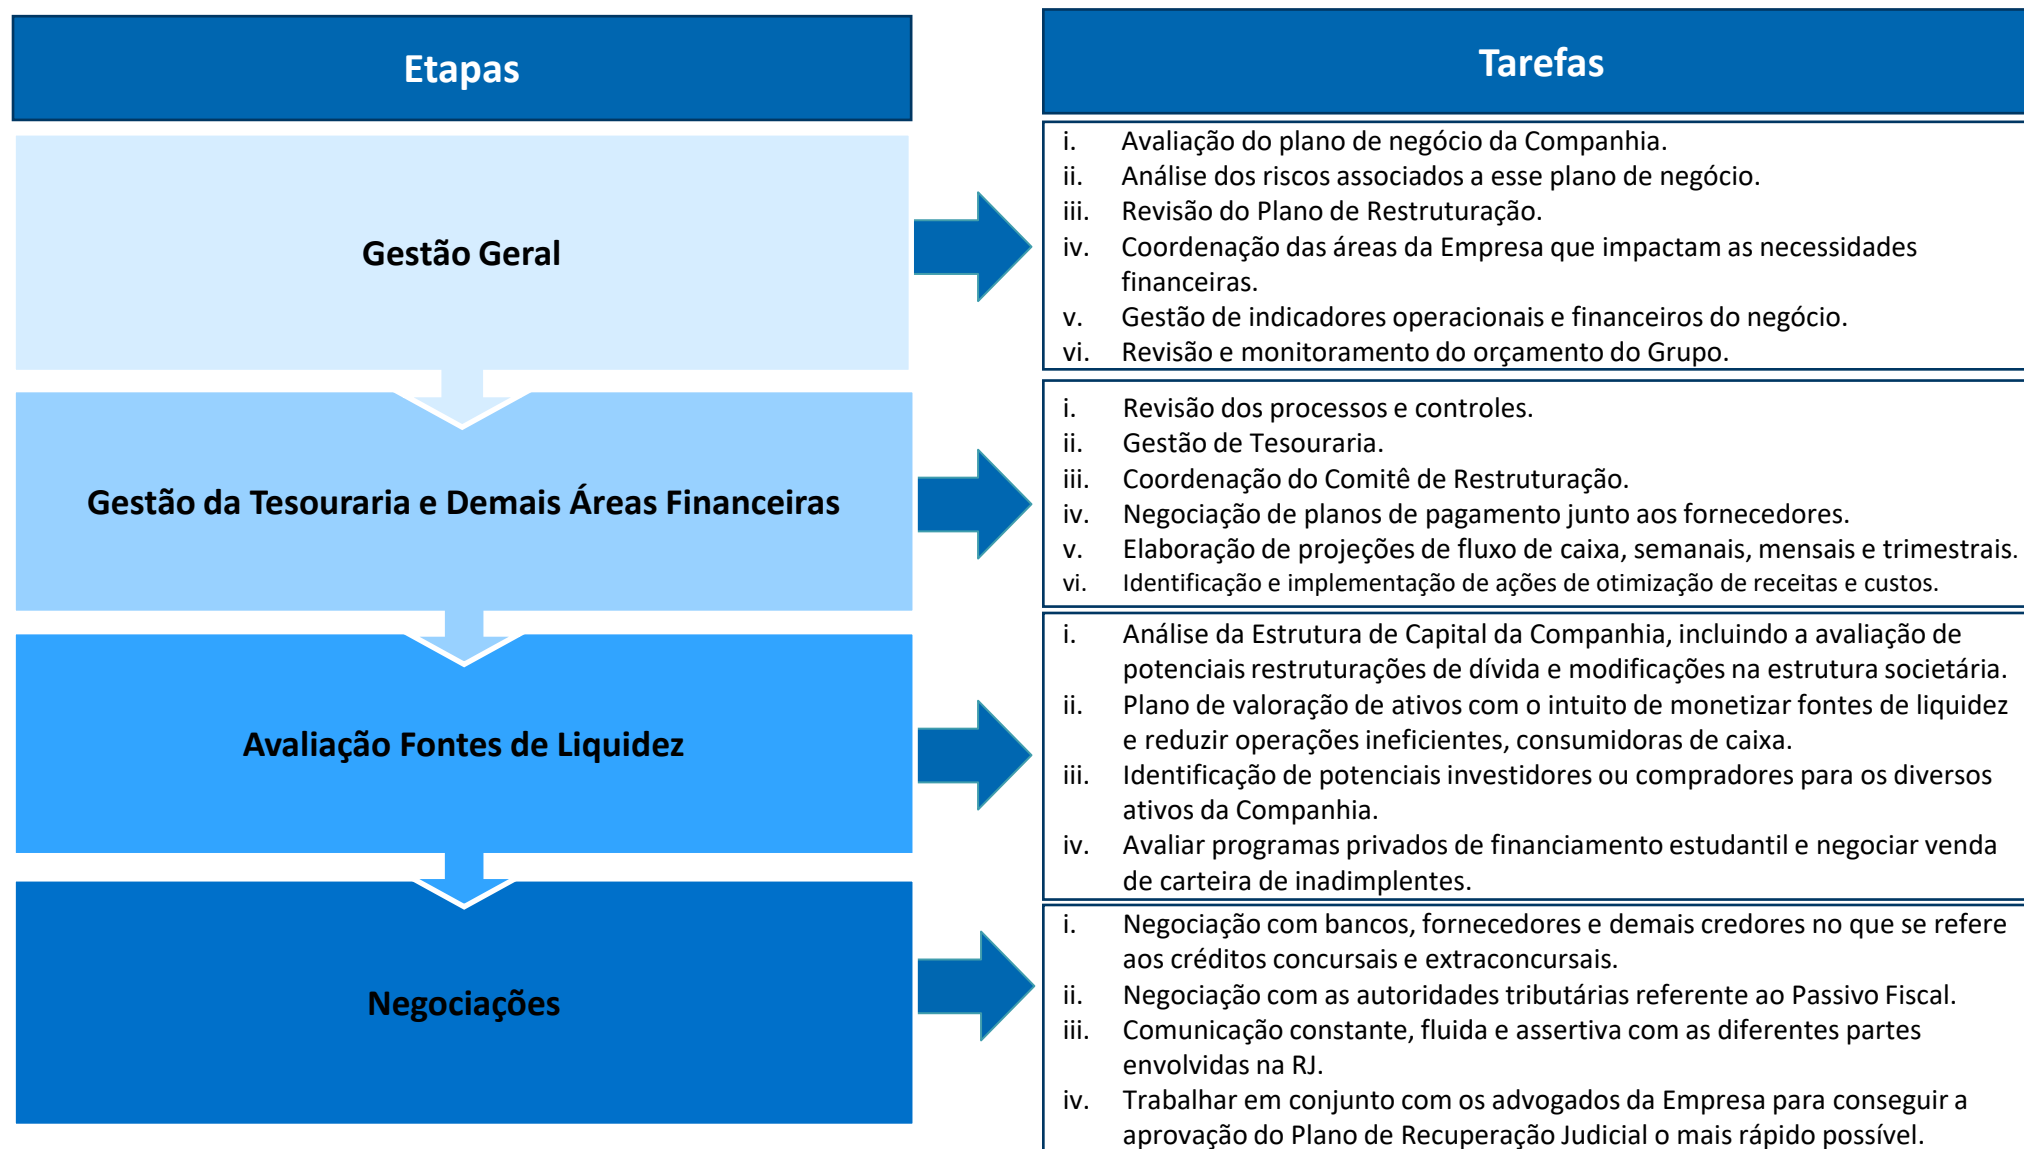 Etapas
Tarefas
Gestão Geral
i. Avaliação do plano de negócio da Companhia.
ii. Análise dos riscos associados a esse plano de negócio.
iii. Revisão do Plano de Restruturação.
iv. Coordenação das áreas da Empresa que impactam as necessidades
financeiras.
v. Gestão de indicadores operacionais e financeiros do negócio.
vi. Revisão e monitoramento do orçamento do Grupo.
Gestão da Tesouraria e Demais Áreas Financeiras
i. Revisão dos processos e controles.
ii. Gestão de Tesouraria.
iii. Coordenação do Comitê de Restruturação.
iv. Negociação de planos de pagamento junto aos fornecedores.
v. Elaboração de projeções de fluxo de caixa, semanais, mensais e trimestrais.
vi. Identificação e implementação de ações de otimização de receitas e custos.
Avaliação Fontes de Liquidez
i. Análise da Estrutura de Capital da Companhia, incluindo a avaliação de
potenciais restruturações de dívida e modificações na estrutura societária.
ii. Plano de valoração de ativos com o intuito de monetizar fontes de liquidez
e reduzir operações ineficientes, consumidoras de caixa.
iii. Identificação de potenciais investidores ou compradores para os diversos
ativos da Companhia.
iv. Avaliar programas privados de financiamento estudantil e negociar venda
de carteira de inadimplentes.
Negociações
i. Negociação com bancos, fornecedores e demais credores no que se refere
aos créditos concursais e extraconcursais.
ii. Negociação com as autoridades tributárias referente ao Passivo Fiscal.
iii. Comunicação constante, fluida e assertiva com as diferentes partes
envolvidas na RJ.
iv. Trabalhar em conjunto com os advogados da Empresa para conseguir a
aprovação do Plano de Recuperação Judicial o mais rápido possível.